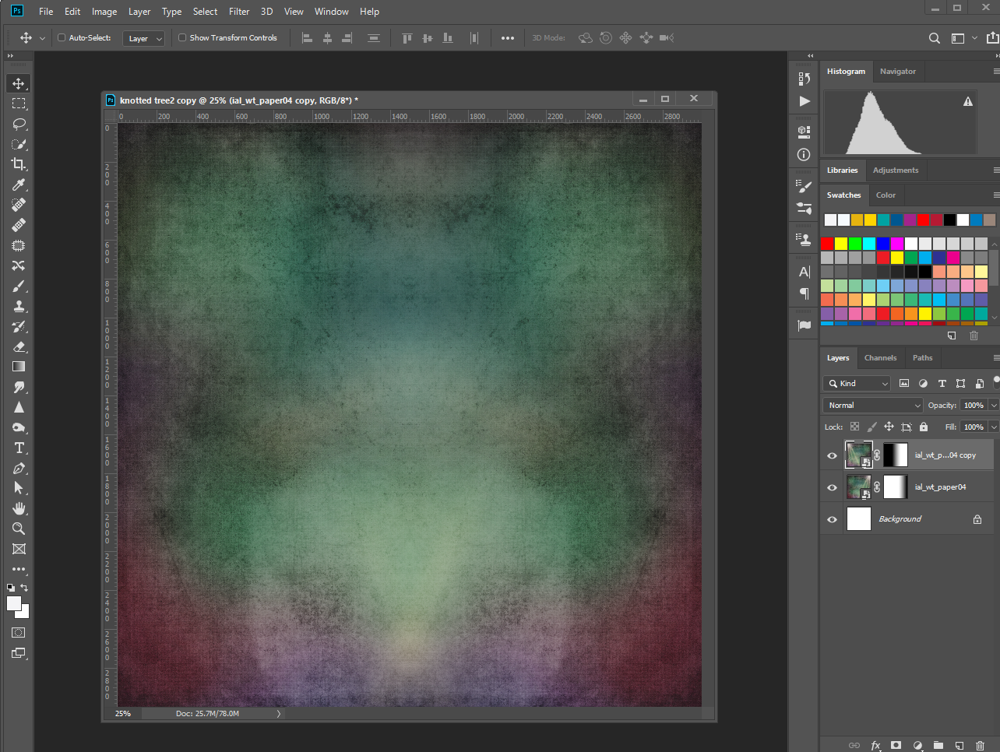 Ps File Edit Image Layer Type Select Filter 3D View Window Help
Auto-Select: Layer Show Transform Controls 3D Mode:
Ps knotted tree2 copy @ 25% (ial_wt_paper04 copy, RGB/8*) *
0 200 400 600 800 1000 1200 1400 1600 1800 2000 2200 2400 2600 2800
0
200
400
600
800
1000
1200
1400
1600
1800
2000
2200
2400
2600
2800
25% Doc: 25.7M/78.0M
Histogram Navigator
Libraries Adjustments
Swatches Color
Layers Channels Paths
Kind
Normal Opacity: 100%
Lock: Fill: 100%
ial_wt_p...04 copy
ial_wt_paper04
Background
fx